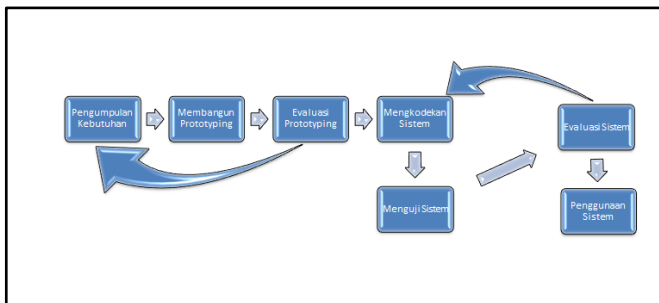 Pengumpulan
Kebutuhan
Membangun
Prototyping
Evaluasi
Prototyping
Mengkodekan
Sistem
Menguji Sistem
Evaluasi Sistem
Penggunaan
Sistem